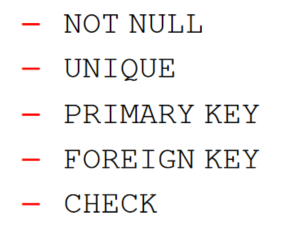 – NOT NULL
– UNIQUE
– PRIMARY KEY
– FOREIGN KEY
– CHECK